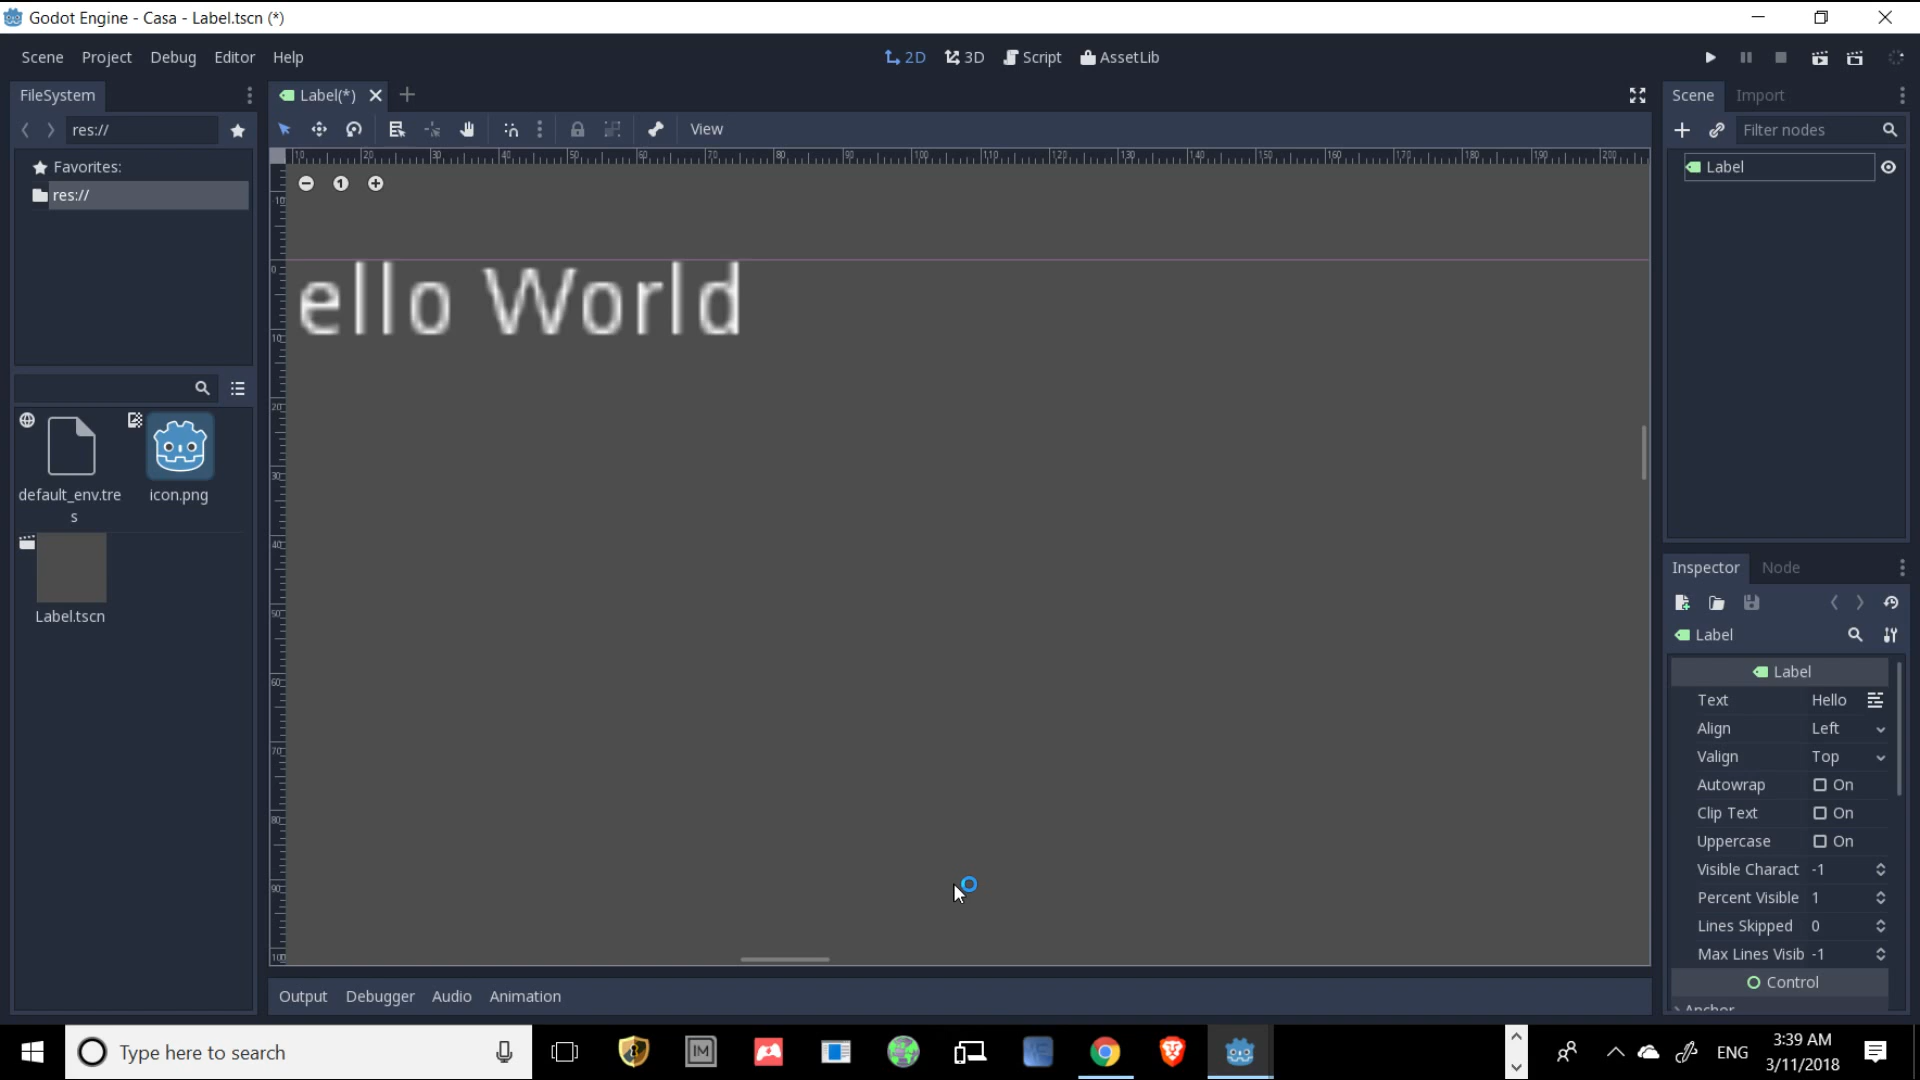 Godot Engine - Casa - Label.tscn (*)
Scene Project Debug Editor Help
2D 3D Script AssetLib
FileSystem
Label(*)
Scene Import
res://
View
Filter nodes
Favorites:
res://
Label
1
ello World
default_env.tre
s
icon.png
Label.tscn
Inspector Node
Label
Label
Text Hello
Align Left
Valign Top
Autowrap On
Clip Text On
Uppercase On
Visible Charact -1
Percent Visible 1
Lines Skipped 0
Max Lines Visib -1
Control
Anchor
Output Debugger Audio Animation
Type here to search
IM
ENG
3:39 AM
3/11/2018